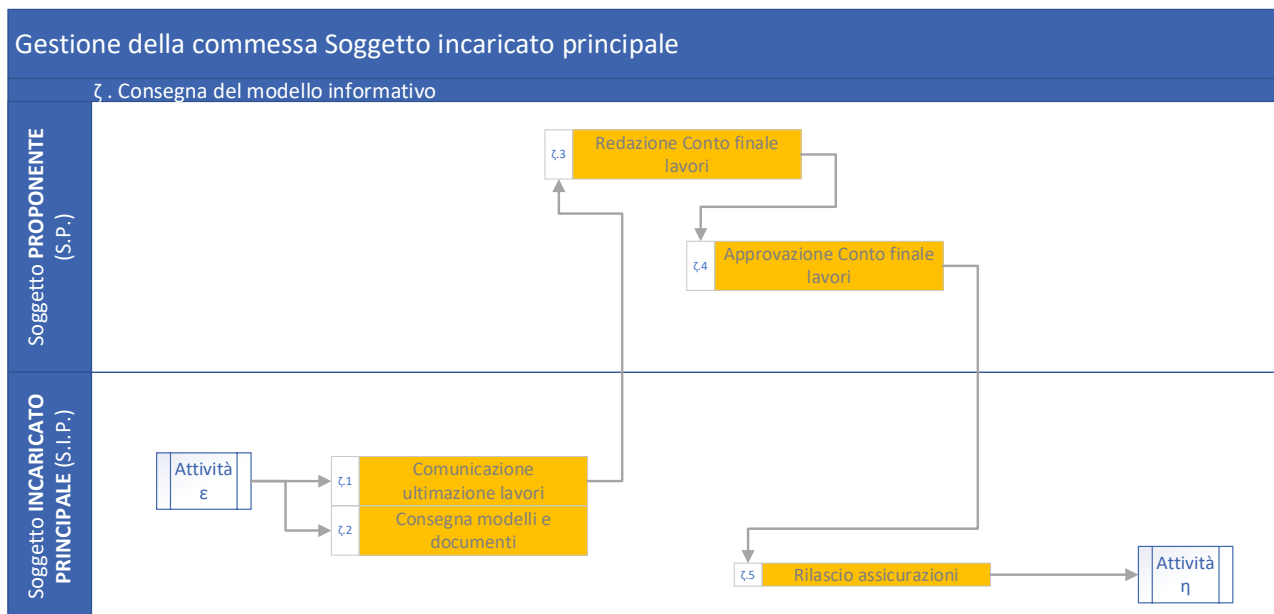 Gestione della commessa Soggetto incaricato principale
ζ . Consegna del modello informativo
Soggetto PROPONENTE
(S.P.)
ζ.3
Redazione Conto finale
lavori
ζ.4
Approvazione Conto finale
lavori
Soggetto INCARICATO
PRINCIPALE (S.I.P.)
Attività
ε
ζ.1
Comunicazione
ultimazione lavori
ζ.2
Consegna modelli e
documenti
ζ.5
Rilascio assicurazioni
Attività
η